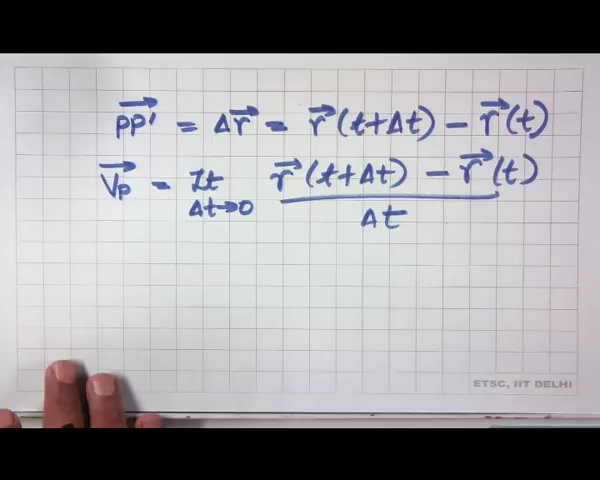 PP'→ = Δr→ = r→(t+Δt) − r→(t)
Vp→ = Lt Δt→0 r→(t+Δt) − r→(t) / Δt
ETSC, IIT DELHI